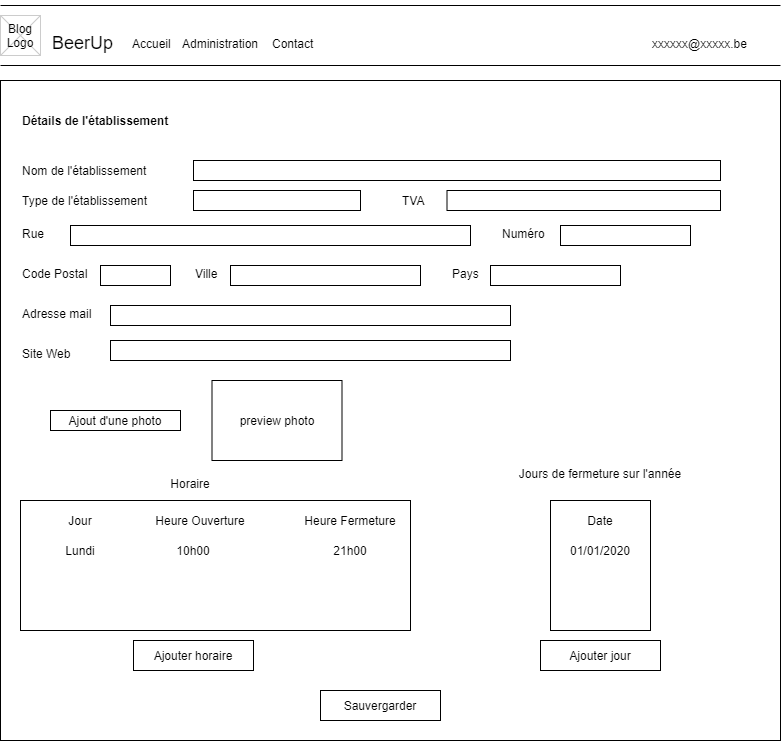 Blog
Logo
BeerUp Accueil Administration Contact xxxxxx@xxxxx.be
Détails de l'établissement
Nom de l'établissement
Type de l'établissement TVA
Rue Numéro
Code Postal Ville Pays
Adresse mail
Site Web
Ajout d'une photo preview photo
Horaire Jours de fermeture sur l'année
Jour Heure Ouverture Heure Fermeture Date
Lundi 10h00 21h00 01/01/2020
Ajouter horaire Ajouter jour
Sauvergarder